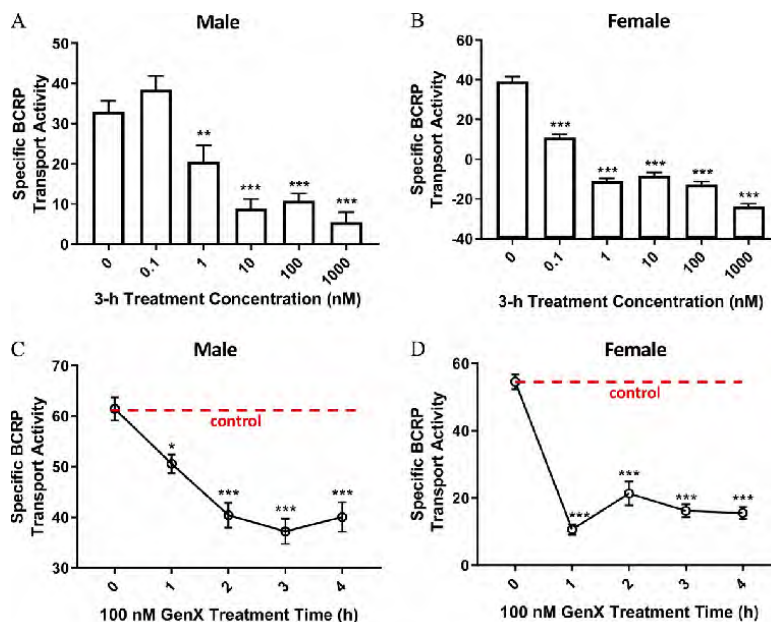 A
Male
Specific BCRP
Transport Activity
50
40
30
20
10
0
**
***
***
***
0
0.1
1
10
100
1000
3-h Treatment Concentration (nM)
B
Female
Specific BCRP
Tranpsort Activity
60
40
20
0
-20
-40
***
***
***
***
***
0
0.1
1
10
100
1000
3-h Treatment Concentration (nM)
C
Male
Specific BCRP
Transport Activity
70
60
50
40
30
control
*
***
***
***
0
1
2
3
4
100 nM GenX Treatment Time (h)
D
Female
Specific BCRP
Transport Activity
60
40
20
0
control
***
***
***
***
0
1
2
3
4
100 nM GenX Treatment Time (h)